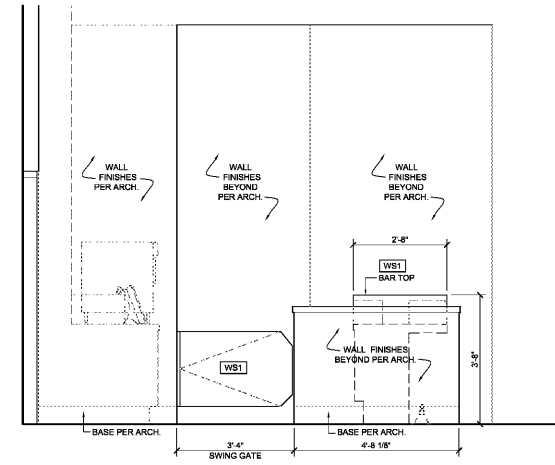 WALL
FINISHES
PER ARCH.
WALL
FINISHES
BEYOND
PER ARCH.
WALL
FINISHES
BEYOND
PER ARCH.
2'-8"
WS1
BAR TOP
WALL FINISHES
BEYOND PER ARCH.
3'-8"
WS1
BASE PER ARCH.
BASE PER ARCH.
3'-4"
SWING GATE
4'-8 1/8"